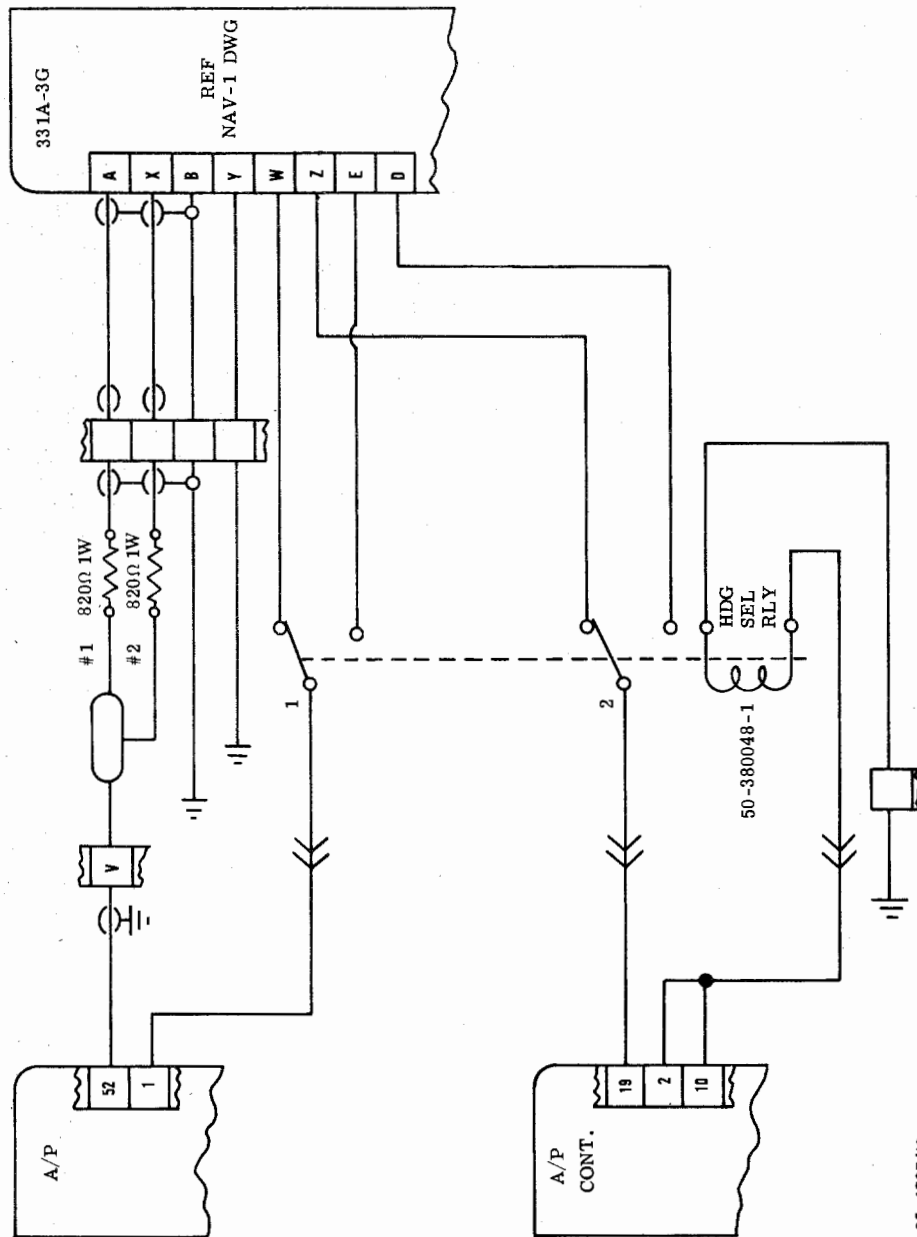 331A-3G
REF
NAV-1 DWG
A
X
B
Y
W
Z
E
D
#1 820Ω 1W
#2 820Ω 1W
V
1
2
HDG
SEL
RLY
50-380048-1
A/P
52
1
A/P
CONT.
19
2
10